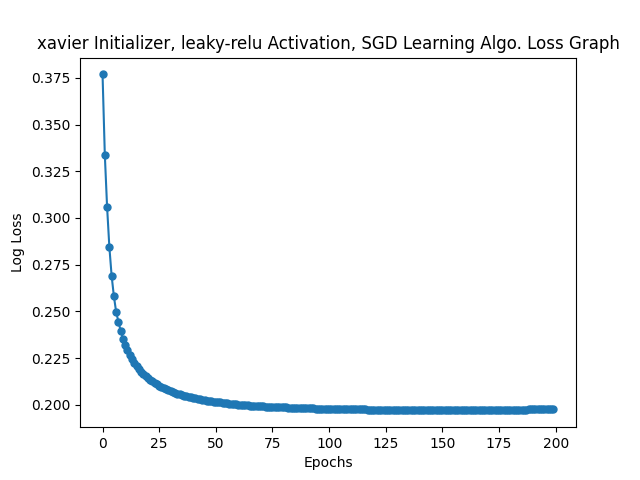 xavier Initializer, leaky-relu Activation, SGD Learning Algo. Loss Graph
0.375
0.350
0.325
0.300
0.275
0.250
0.225
0.200
Log Loss
0 25 50 75 100 125 150 175 200
Epochs